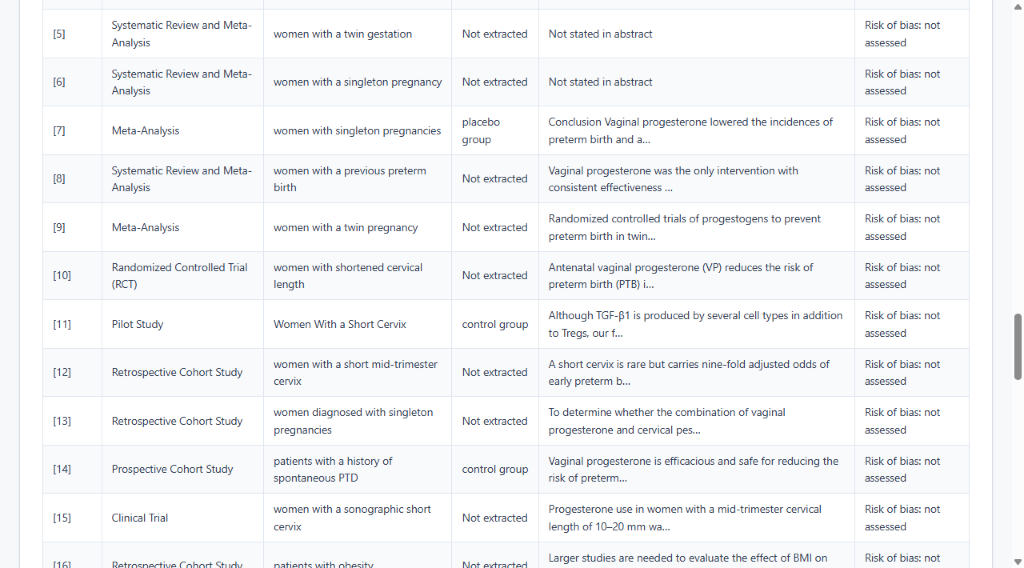 [5]
Systematic Review and Meta-
Analysis
women with a twin gestation
Not extracted
Not stated in abstract
Risk of bias: not
assessed
[6]
Systematic Review and Meta-
Analysis
women with a singleton pregnancy
Not extracted
Not stated in abstract
Risk of bias: not
assessed
[7]
Meta-Analysis
women with singleton pregnancies
placebo
group
Conclusion Vaginal progesterone lowered the incidences of
preterm birth and a...
Risk of bias: not
assessed
[8]
Systematic Review and Meta-
Analysis
women with a previous preterm
birth
Not extracted
Vaginal progesterone was the only intervention with
consistent effectiveness ...
Risk of bias: not
assessed
[9]
Meta-Analysis
women with a twin pregnancy
Not extracted
Randomized controlled trials of progestogens to prevent
preterm birth in twin...
Risk of bias: not
assessed
[10]
Randomized Controlled Trial
(RCT)
women with shortened cervical
length
Not extracted
Antenatal vaginal progesterone (VP) reduces the risk of
preterm birth (PTB) i...
Risk of bias: not
assessed
[11]
Pilot Study
Women With a Short Cervix
control group
Although TGF-β1 is produced by several cell types in addition
to Tregs, our f...
Risk of bias: not
assessed
[12]
Retrospective Cohort Study
women with a short mid-trimester
cervix
Not extracted
A short cervix is rare but carries nine-fold adjusted odds of
early preterm b...
Risk of bias: not
assessed
[13]
Retrospective Cohort Study
women diagnosed with singleton
pregnancies
Not extracted
To determine whether the combination of vaginal
progesterone and cervical pes...
Risk of bias: not
assessed
[14]
Prospective Cohort Study
patients with a history of
spontaneous PTD
control group
Vaginal progesterone is efficacious and safe for reducing the
risk of preterm...
Risk of bias: not
assessed
[15]
Clinical Trial
women with a sonographic short
cervix
Not extracted
Progesterone use in women with a mid-trimester cervical
length of 10–20 mm wa...
Risk of bias: not
assessed
[16]
Retrospective Cohort Study
patients with obesity
Not extracted
Larger studies are needed to evaluate the effect of BMI on
Risk of bias: not